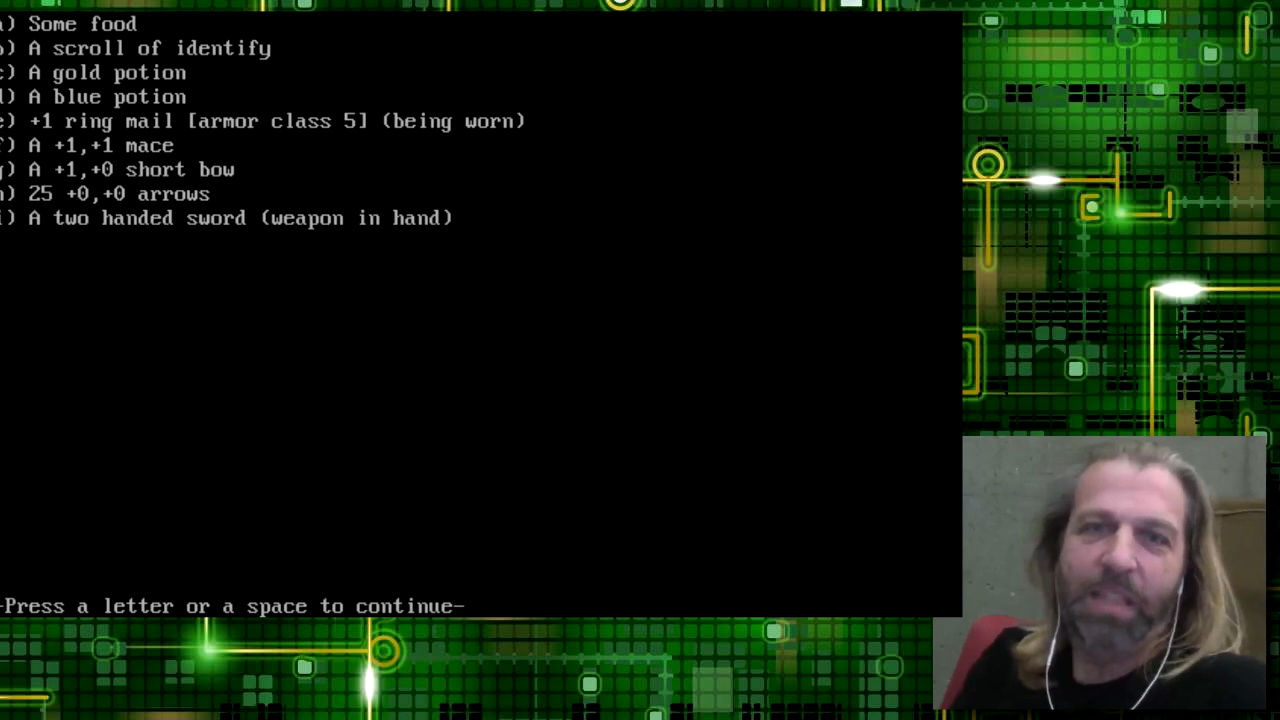 ) Some food
) A scroll of identify
) A gold potion
) A blue potion
) +1 ring mail [armor class 5] (being worn)
) A +1,+1 mace
) A +1,+0 short bow
) 25 +0,+0 arrows
i) A two handed sword (weapon in hand)
-Press a letter or a space to continue-